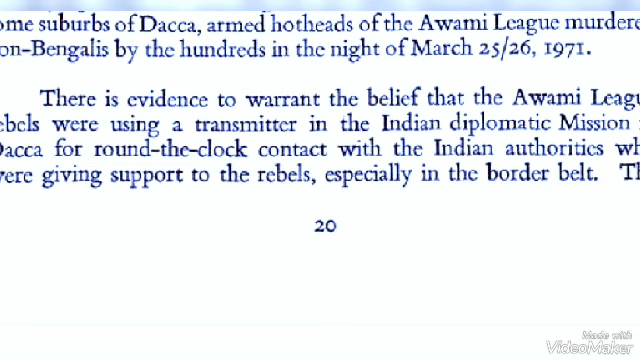 ome suburbs of Dacca, armed hotheads of the Awami League murdere
on-Bengalis by the hundreds in the night of March 25/26, 1971.
There is evidence to warrant the belief that the Awami Leagu
ebels were using a transmitter in the Indian diplomatic Mission
Dacca for round-the-clock contact with the Indian authorities wh
were giving support to the rebels, especially in the border belt. Th
20
Made with
VideoMaker